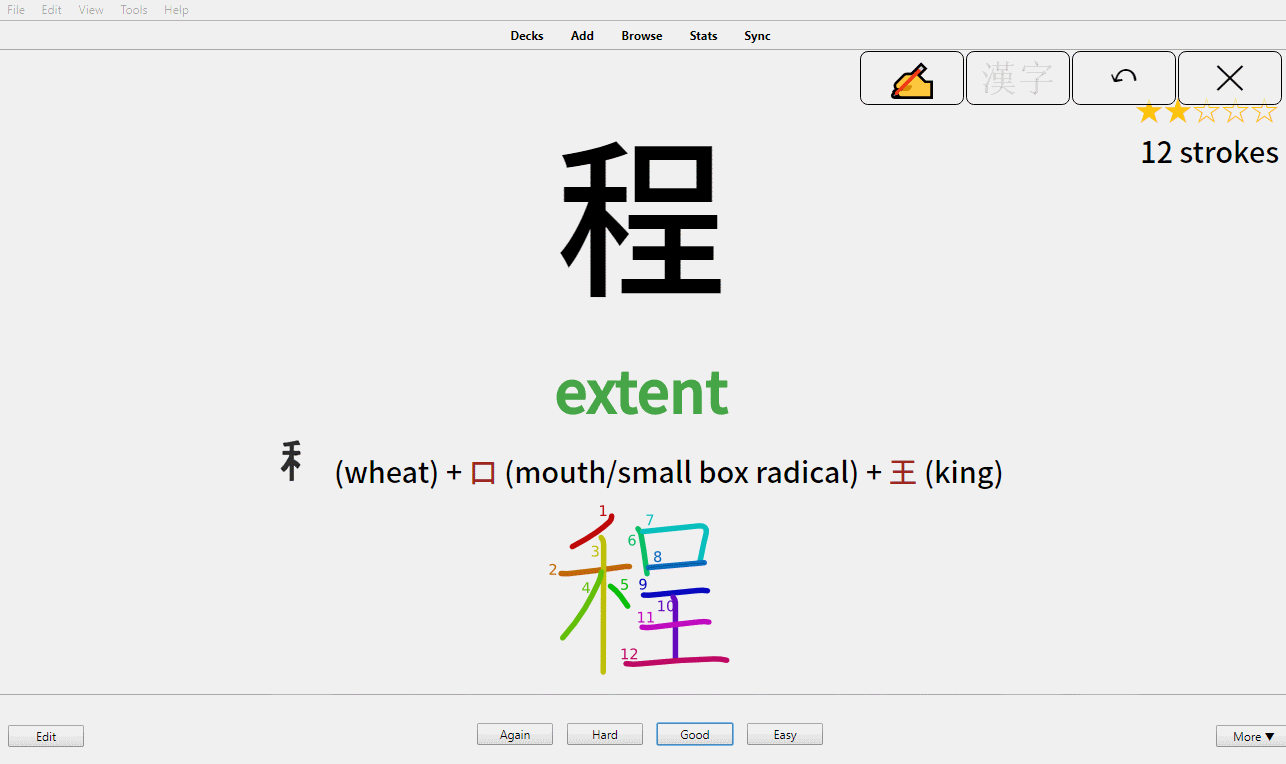 File Edit View Tools Help
Decks Add Browse Stats Sync
漢字
★★☆☆☆
12 strokes
程
extent
禾 (wheat) + 口 (mouth/small box radical) + 王 (king)
1 2 3 4 5 6 7 8 9 10 11 12
Edit Again Hard Good Easy More ▼